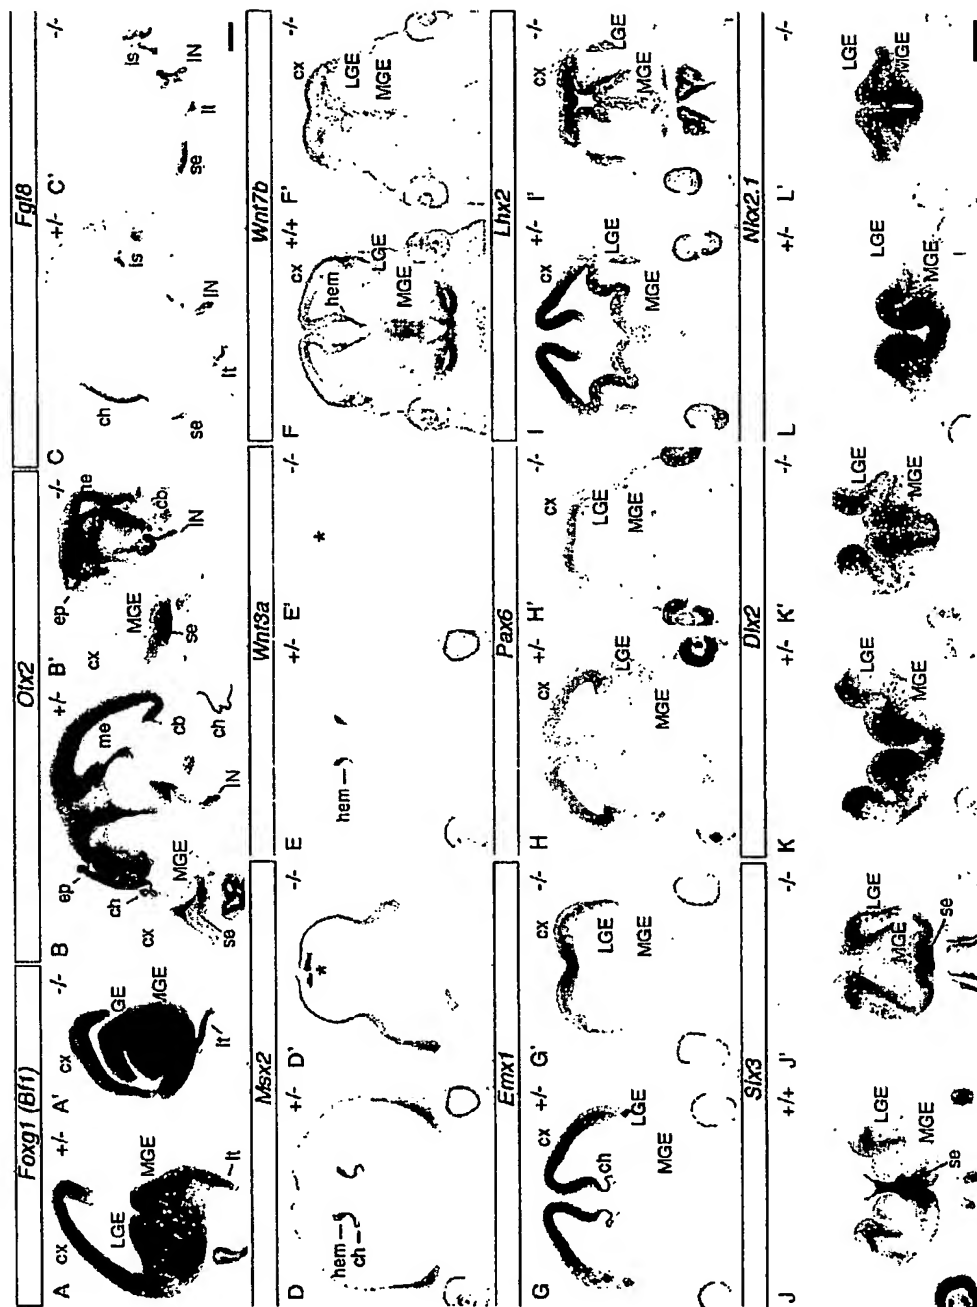 Foxg1 (Bf1)
Otx2
Fgf8
A +/-
cx
LGE
MGE
lt
A' -/-
cx
GE
MGE
lt
B +/-
ep
cx
ch
MGE
se
me
cb
IN
ch
B' -/-
cx
MGE
se
ep
me
cb
IN
C +/-
ch
se
lt
IN
is
C' -/-
se
lt
IN
is
Msx2
Wnt3a
Wnt7b
D +/-
hem
ch
D' -/-
*
E +/-
hem
E' -/-
*
F +/+
cx
hem
LGE
MGE
F' -/-
cx
LGE
MGE
Emx1
Pax6
Lhx2
G +/-
cx
ch
LGE
MGE
G' -/-
cx
LGE
MGE
H +/-
cx
LGE
MGE
H' -/-
cx
LGE
MGE
I +/-
cx
LGE
MGE
I' -/-
cx
LGE
MGE
Six3
Dlx2
Nkx2.1
J +/+
LGE
MGE
se
J' -/-
LGE
MGE
se
K +/-
LGE
MGE
K' -/-
LGE
MGE
L +/-
LGE
MGE
L' -/-
LGE
MGE